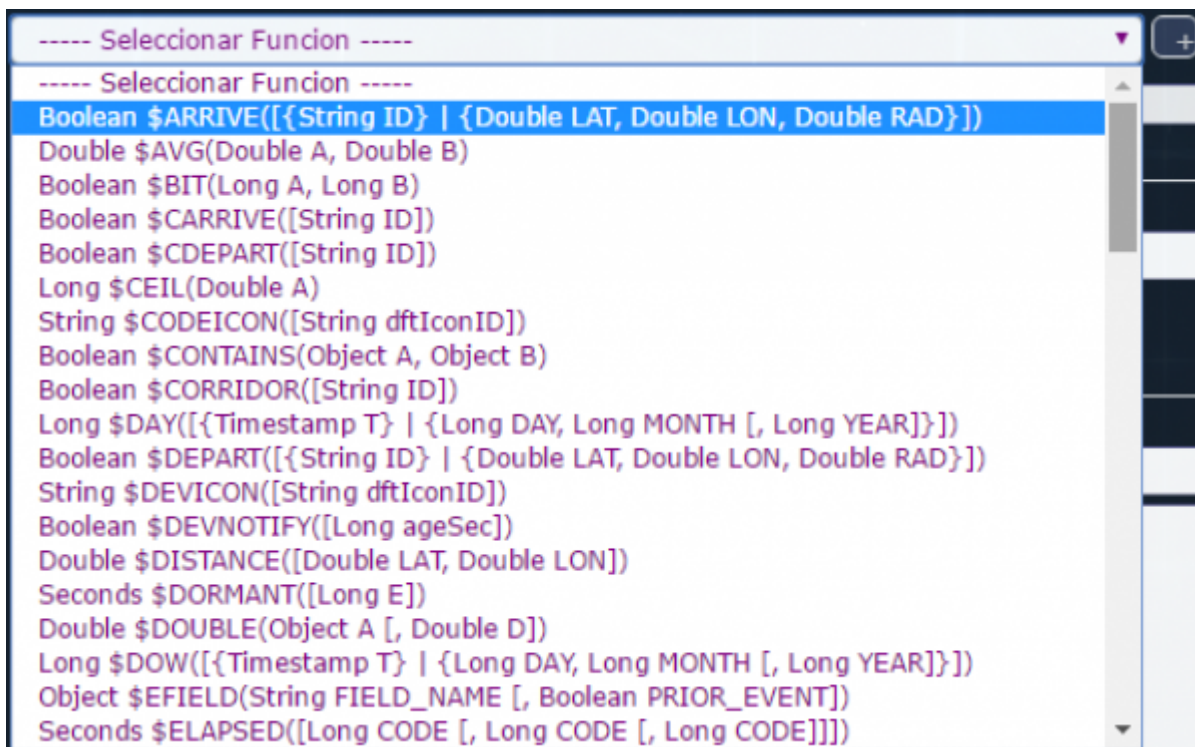 ----- Seleccionar Funcion -----
+
----- Seleccionar Funcion -----
Boolean $ARRIVE([{String ID} | {Double LAT, Double LON, Double RAD}])
Double $AVG(Double A, Double B)
Boolean $BIT(Long A, Long B)
Boolean $CARRIVE([String ID])
Boolean $CDEPART([String ID])
Long $CEIL(Double A)
String $CODEICON([String dftIconID])
Boolean $CONTAINS(Object A, Object B)
Boolean $CORRIDOR([String ID])
Long $DAY([{Timestamp T} | {Long DAY, Long MONTH [, Long YEAR]}])
Boolean $DEPART([{String ID} | {Double LAT, Double LON, Double RAD}])
String $DEVICON([String dftIconID])
Boolean $DEVNOTIFY([Long ageSec])
Double $DISTANCE([Double LAT, Double LON])
Seconds $DORMANT([Long E])
Double $DOUBLE(Object A [, Double D])
Long $DOW([{Timestamp T} | {Long DAY, Long MONTH [, Long YEAR]}])
Object $EFIELD(String FIELD_NAME [, Boolean PRIOR_EVENT])
Seconds $ELAPSED([Long CODE [, Long CODE [, Long CODE]]])